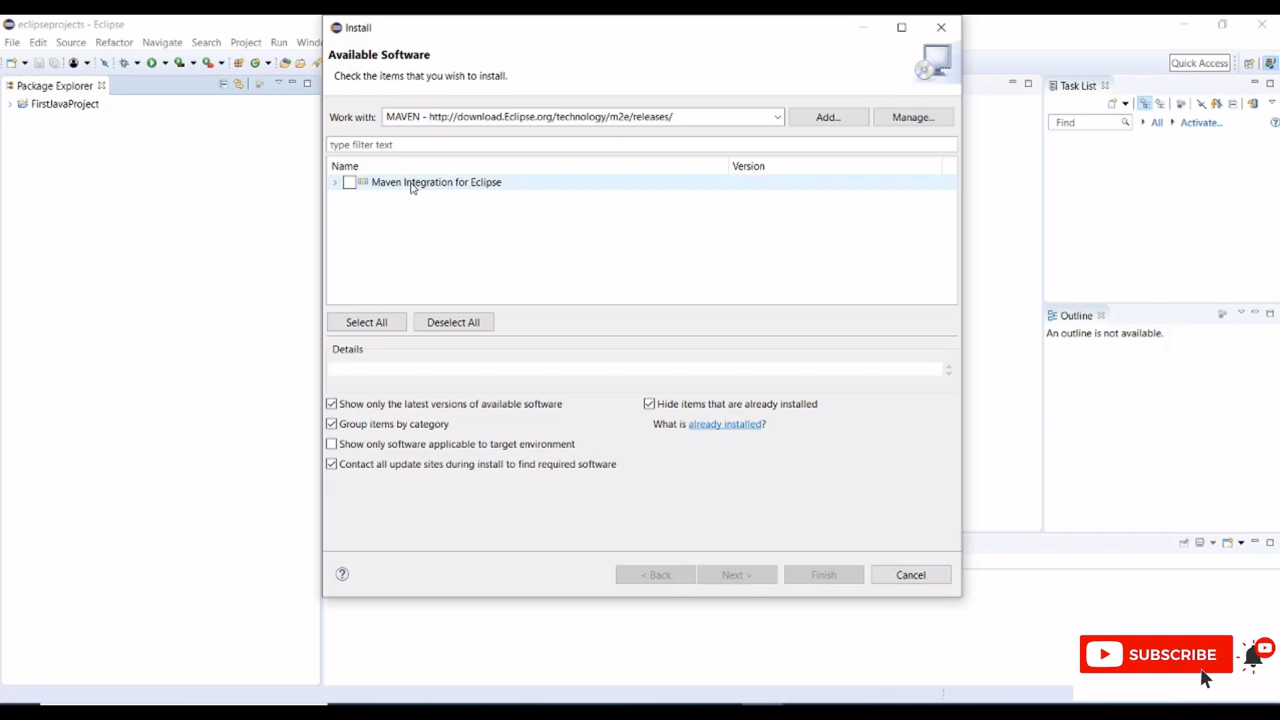 eclipseprojects - Eclipse
File Edit Source Refactor Navigate Search Project Run Windo
Quick Access
Package Explorer
FirstJavaProject
Install
Available Software
Check the items that you wish to install.
Work with: MAVEN - http://download.Eclipse.org/technology/m2e/releases/ Add... Manage...
type filter text
Name Version
Maven Integration for Eclipse
Select All Deselect All
Details
Show only the latest versions of available software Hide items that are already installed
Group items by category What is already installed?
Show only software applicable to target environment
Contact all update sites during install to find required software
< Back Next > Finish Cancel
Task List
Find All Activate...
Outline
An outline is not available.
SUBSCRIBE